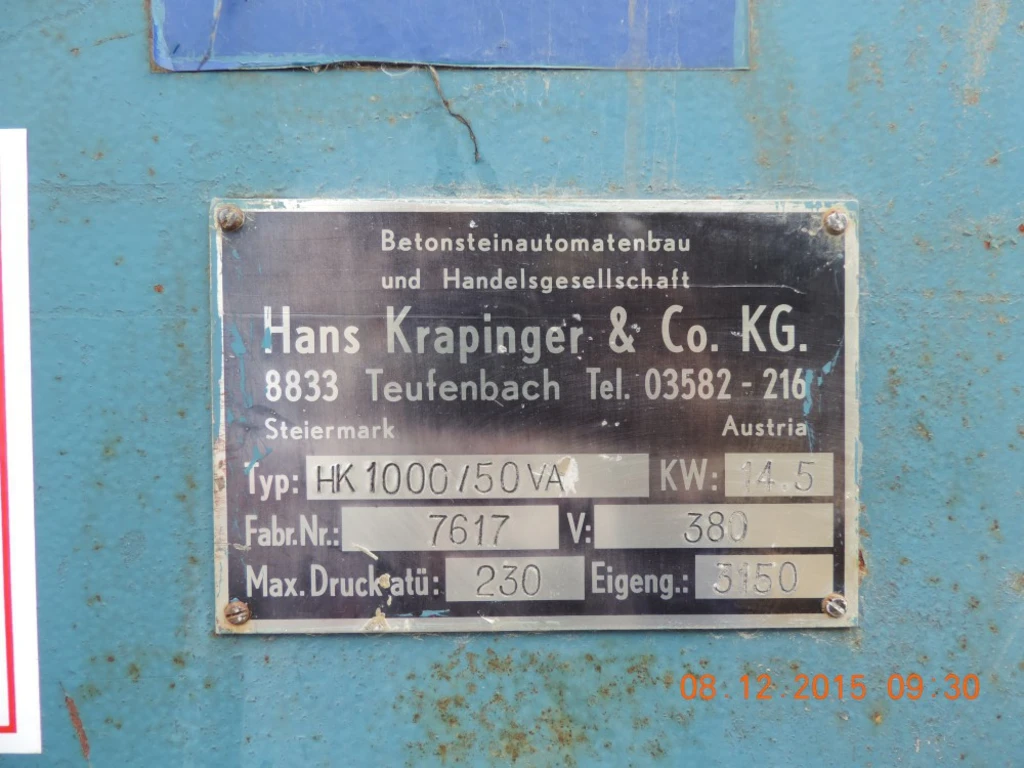 Betonsteinautomatenbau
und Handelsgesellschaft
Hans Krapinger & Co. KG.
8833 Teufenbach Tel. 03582 - 216
Steiermark Austria
Typ: HK 1000/50 VA KW: 14.5
Fabr.Nr.: 7617 V: 380
Max. Druck atü: 230 Eigeng.: 3150
08 12 2015 09 30